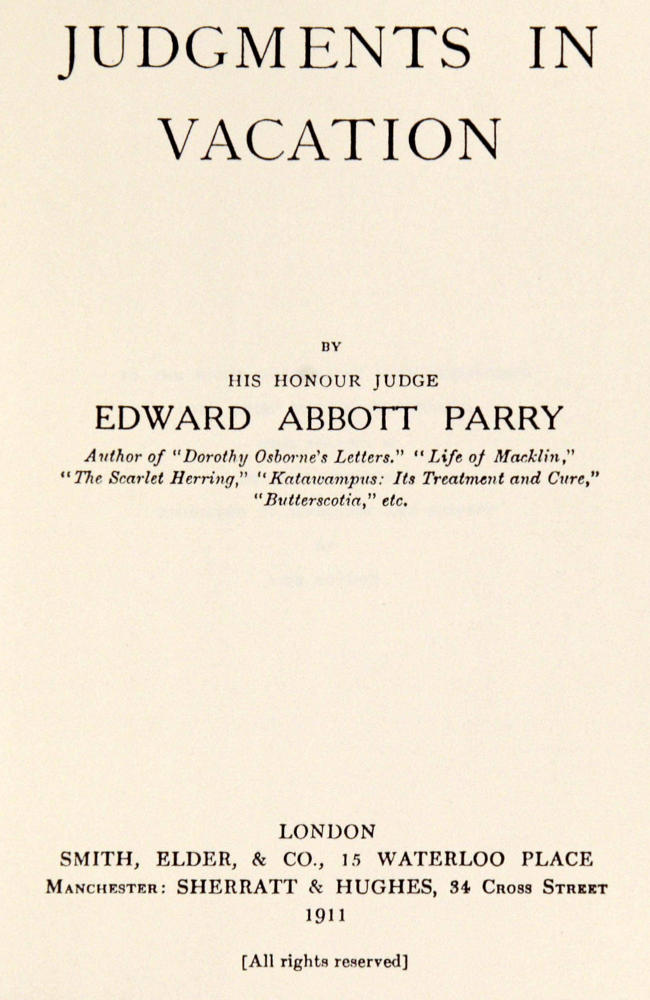 JUDGMENTS IN
VACATION
BY
HIS HONOUR JUDGE
EDWARD ABBOTT PARRY
Author of "Dorothy Osborne's Letters." "Life of Macklin,"
"The Scarlet Herring," "Katawampus: Its Treatment and Cure,"
"Butterscotia," etc.
LONDON
SMITH, ELDER, & CO., 15 WATERLOO PLACE
MANCHESTER: SHERRATT & HUGHES, 34 CROSS STREET
1911
[All rights reserved]